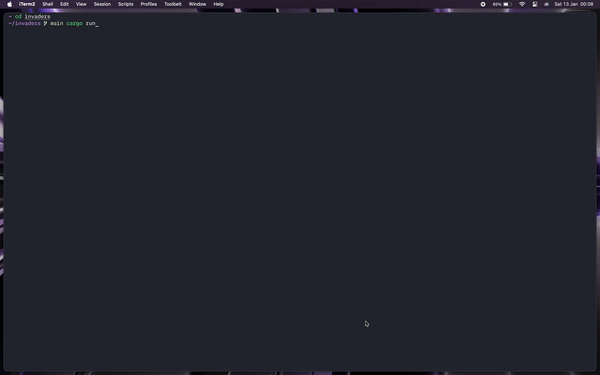 iTerm2 Shell Edit View Session Scripts Profiles Toolbelt Window Help 85% Sat 13 Jan 00:08
~ cd invaders
~/invaders main cargo run_